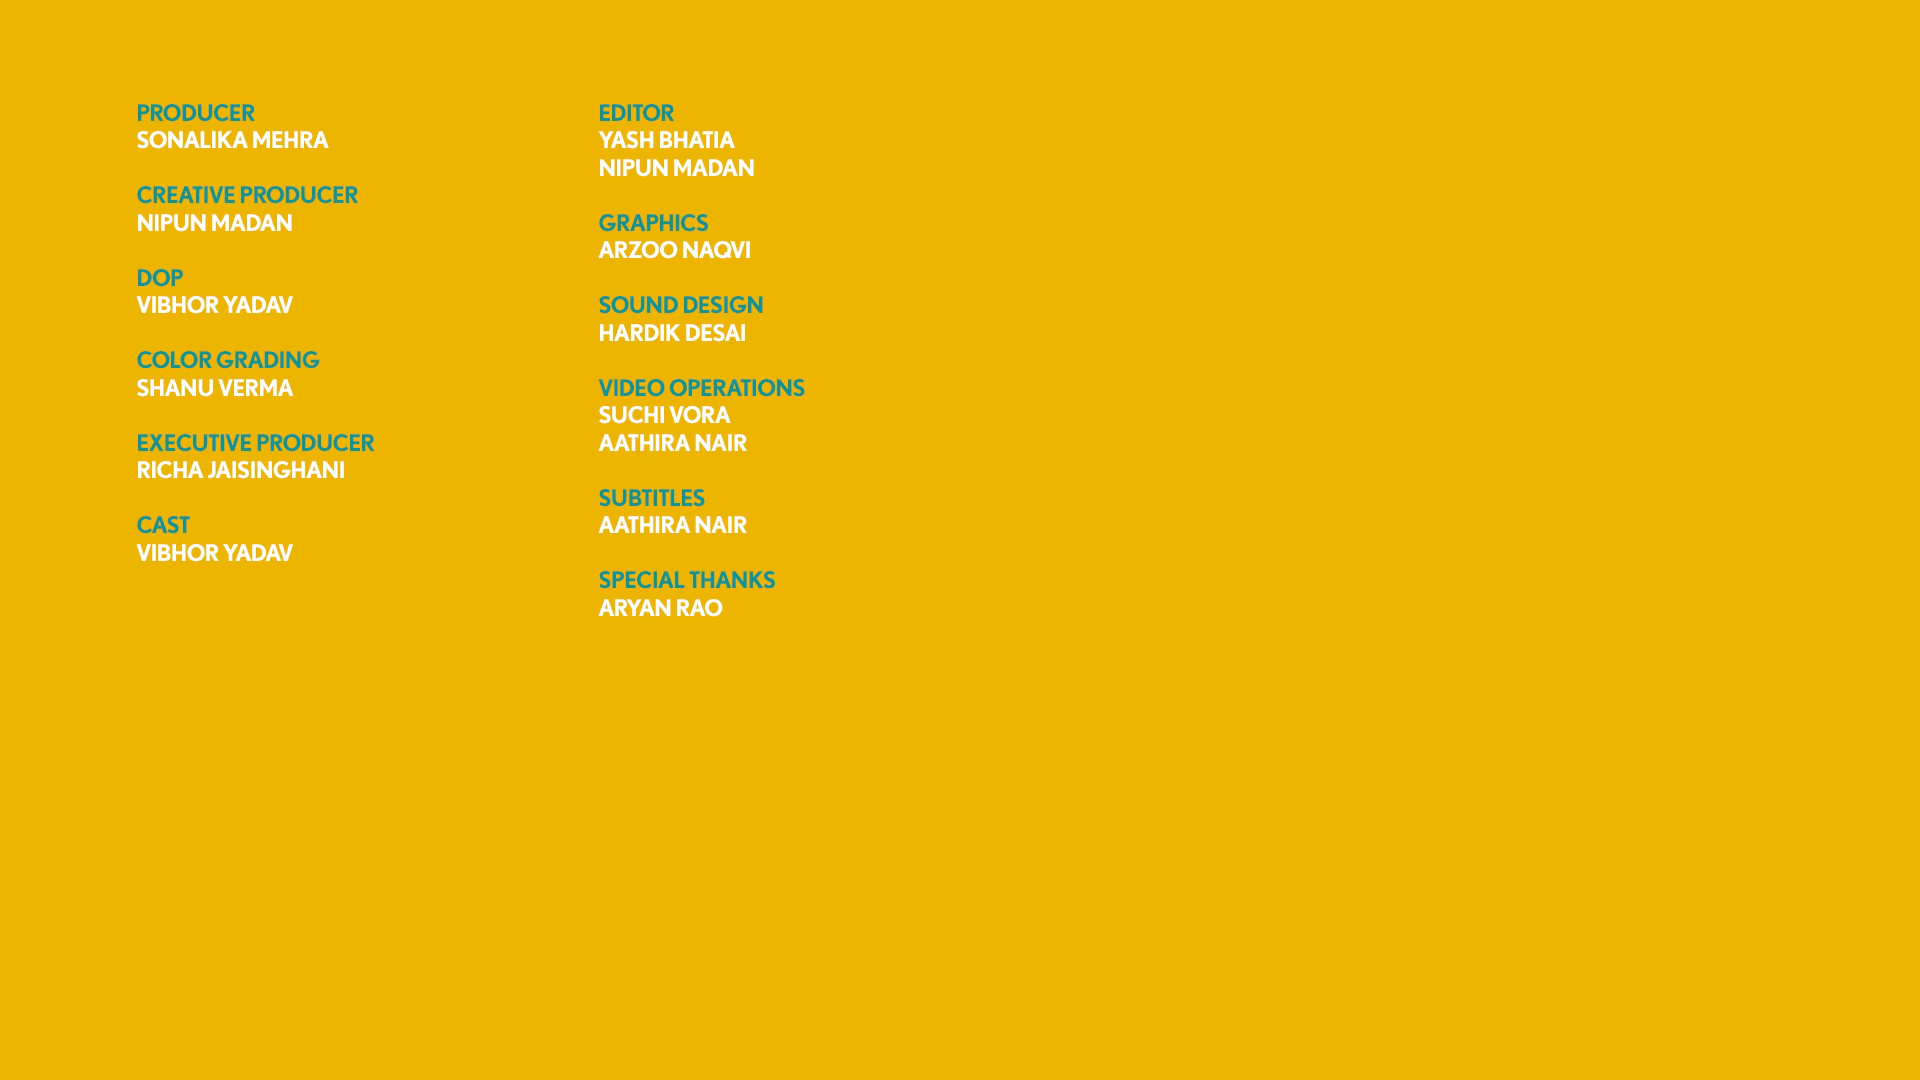 PRODUCER
SONALIKA MEHRA
CREATIVE PRODUCER
NIPUN MADAN
DOP
VIBHOR YADAV
COLOR GRADING
SHANU VERMA
EXECUTIVE PRODUCER
RICHA JAISINGHANI
CAST
VIBHOR YADAV
EDITOR
YASH BHATIA
NIPUN MADAN
GRAPHICS
ARZOO NAQVI
SOUND DESIGN
HARDIK DESAI
VIDEO OPERATIONS
SUCHI VORA
AATHIRA NAIR
SUBTITLES
AATHIRA NAIR
SPECIAL THANKS
ARYAN RAO